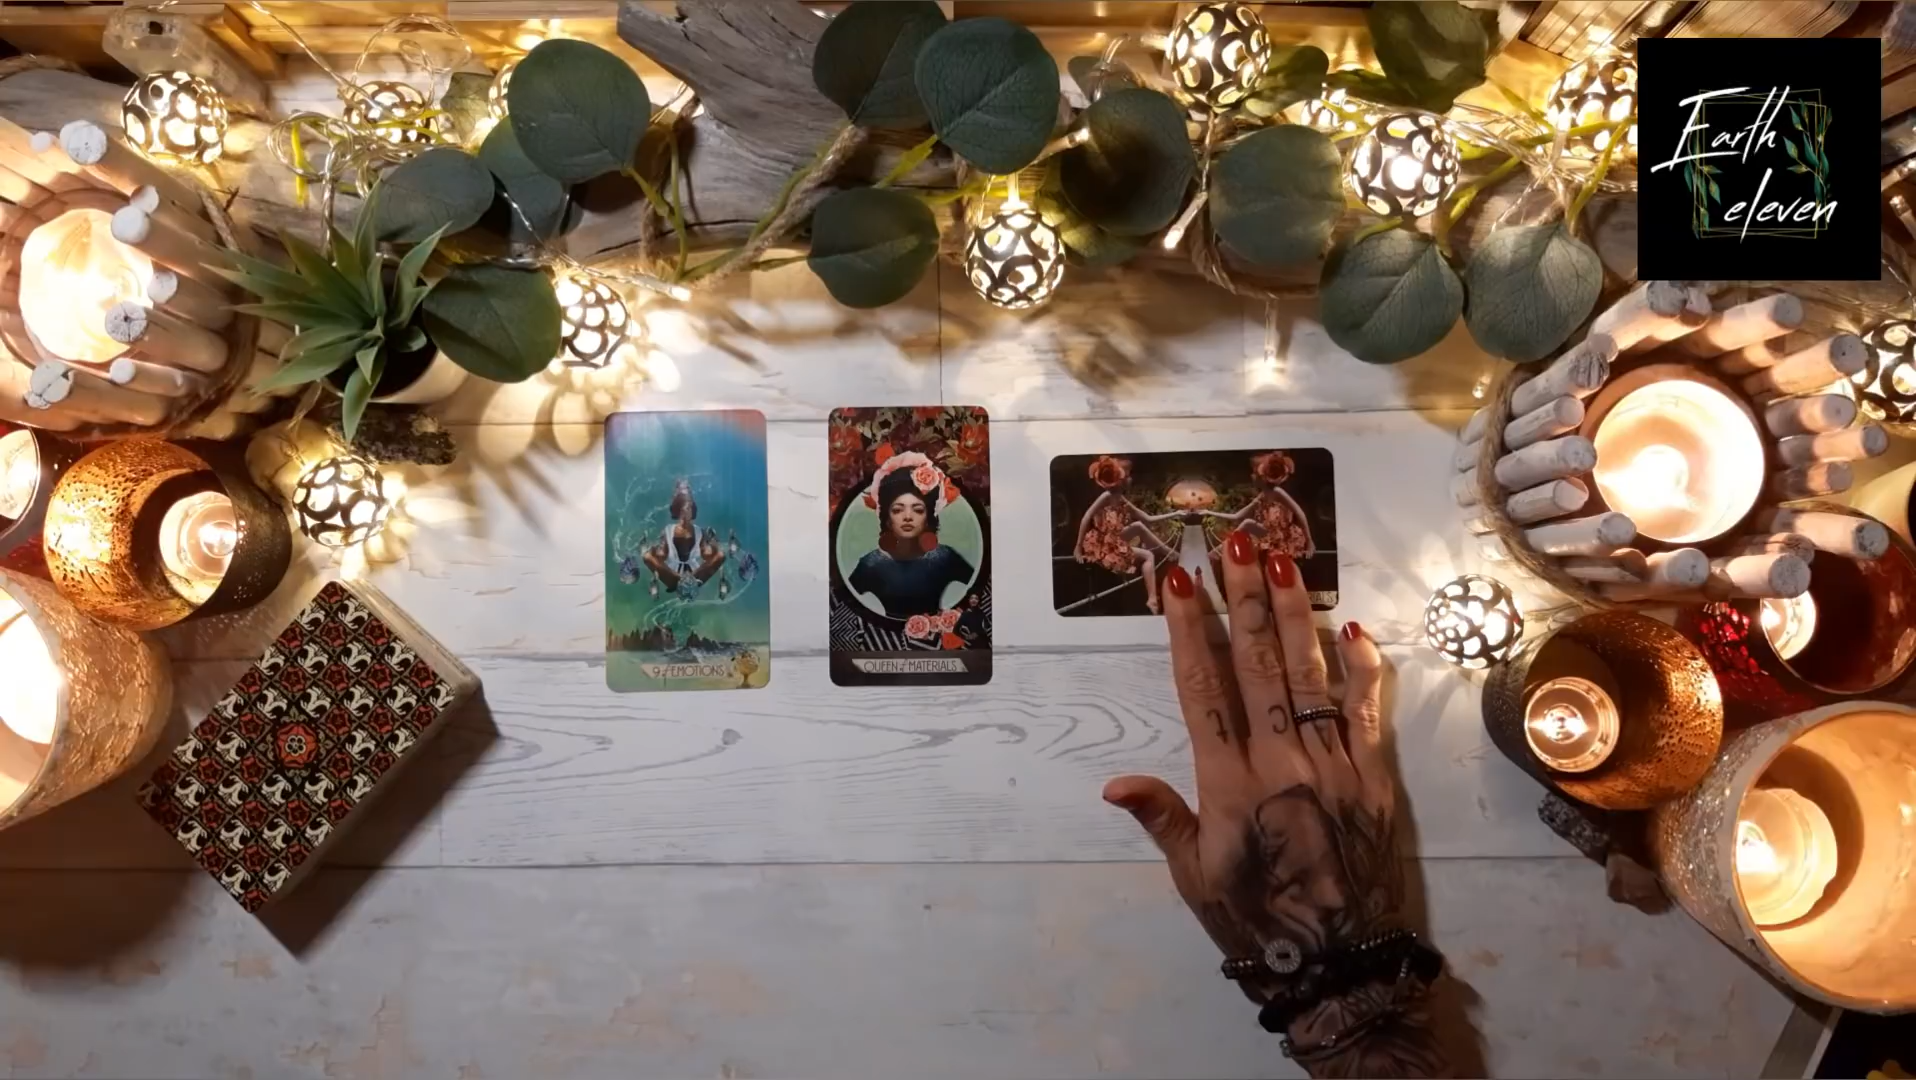 Earth
eleven
9 of EMOTIONS
QUEEN of MATERIALS